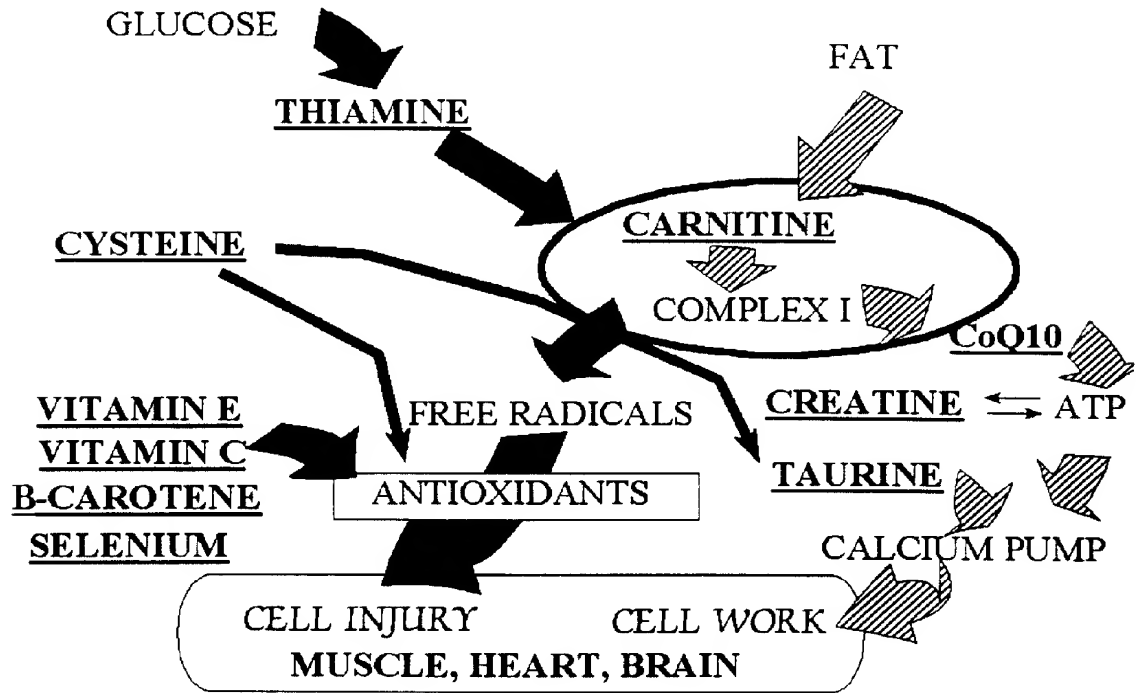 GLUCOSE
FAT
THIAMINE
CARNITINE
CYSTEINE
COMPLEX I
CoQ10
VITAMIN E
FREE RADICALS
CREATINE
ATP
VITAMIN C
TAURINE
B-CAROTENE
ANTIOXIDANTS
SELENIUM
CALCIUM PUMP
CELL INJURY
CELL WORK
MUSCLE, HEART, BRAIN